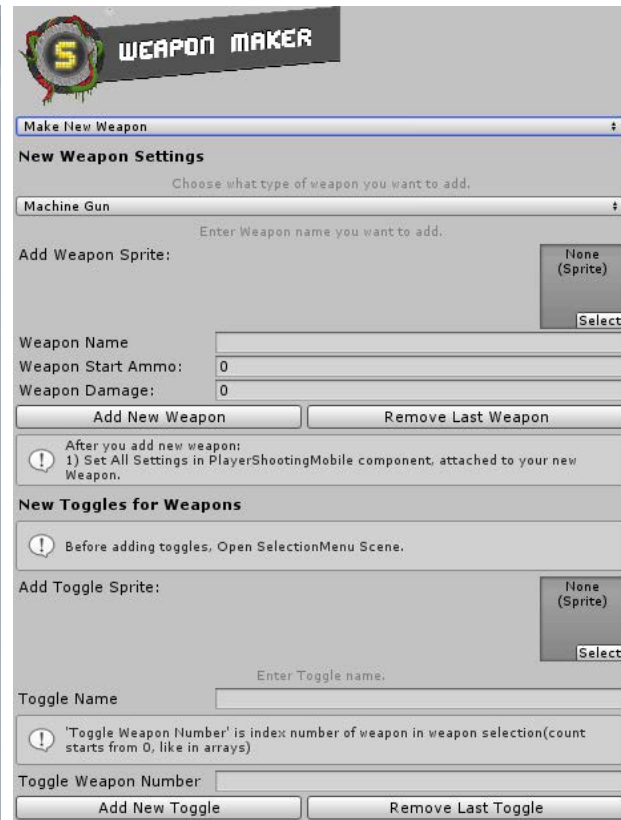 S WEAPON MAKER
Make New Weapon
New Weapon Settings
Choose what type of weapon you want to add.
Machine Gun
Enter Weapon name you want to add.
Add Weapon Sprite:
None
(Sprite)
Select
Weapon Name
Weapon Start Ammo: 0
Weapon Damage: 0
Add New Weapon Remove Last Weapon
After you add new weapon:
1) Set All Settings in PlayerShootingMobile component, attached to your new
Weapon.
New Toggles for Weapons
Before adding toggles, Open SelectionMenu Scene.
Add Toggle Sprite:
None
(Sprite)
Select
Enter Toggle name.
Toggle Name
'Toggle Weapon Number' is index number of weapon in weapon selection(count
starts from 0, like in arrays)
Toggle Weapon Number
Add New Toggle Remove Last Toggle